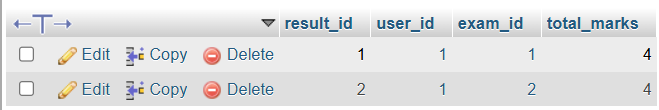 result_id user_id exam_id total_marks
Edit Copy Delete 1 1 1 4
Edit Copy Delete 2 1 2 4